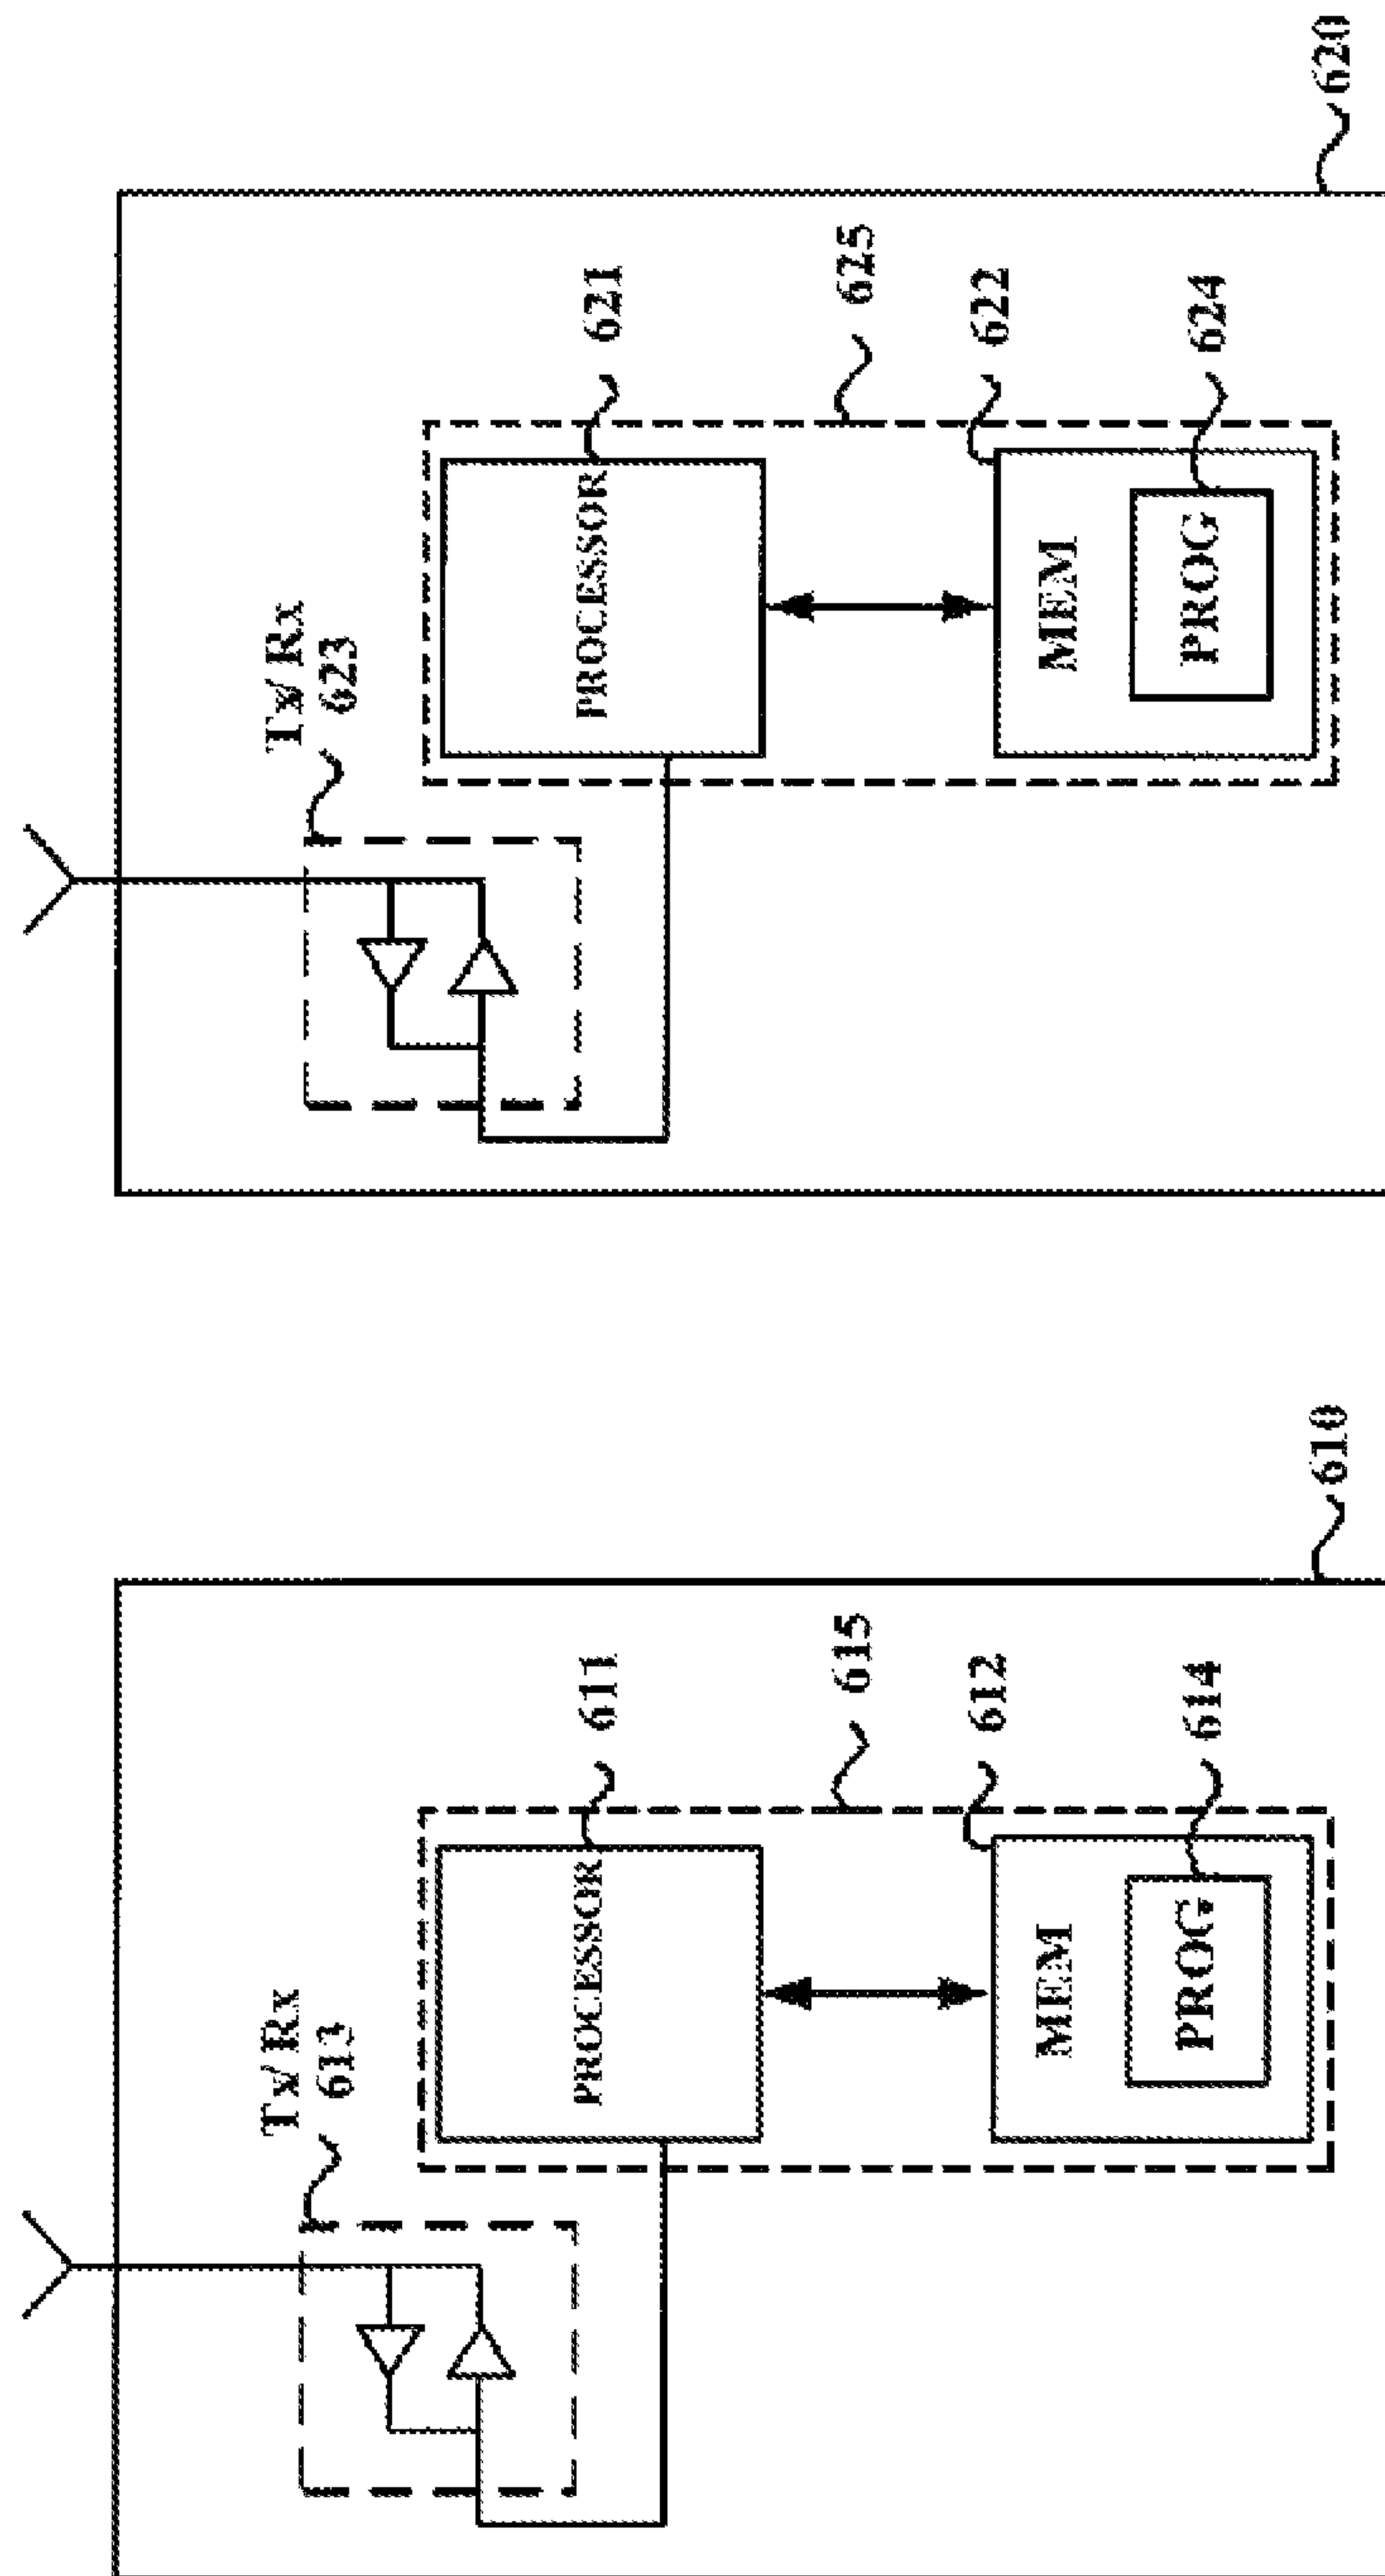 Tx/Rx
613
PROCESSOR
611
615
MEM
612
PROG
614
610
Tx/Rx
623
PROCESSOR
621
625
MEM
622
PROG
624
620